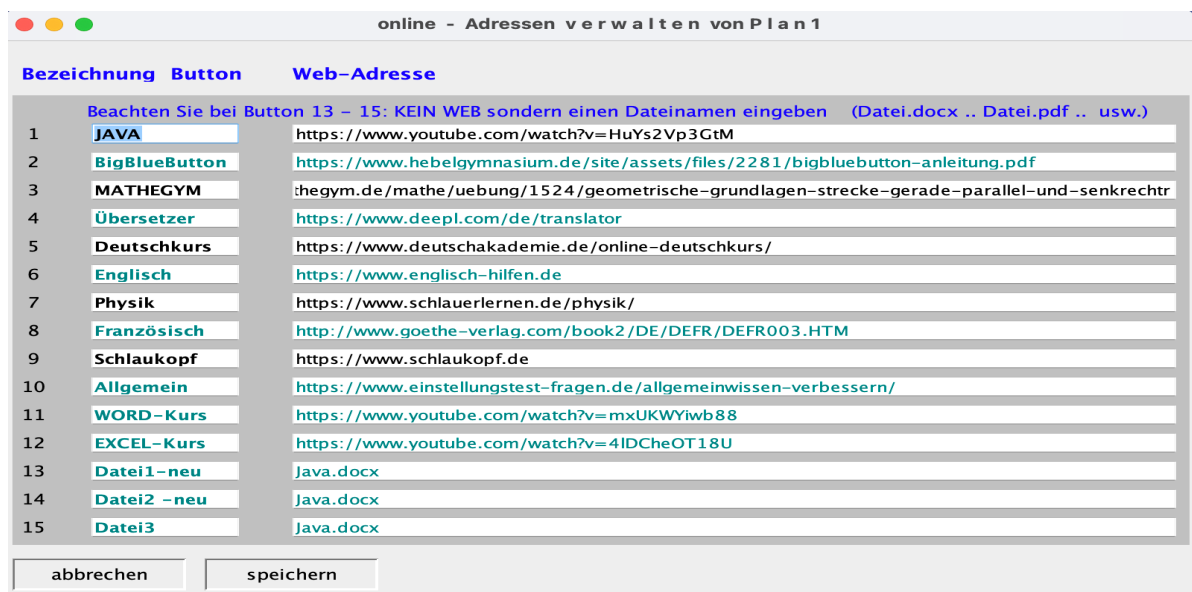 online - Adressen v e r w a l t e n von P l a n 1
Bezeichnung Button Web-Adresse
Beachten Sie bei Button 13 - 15: KEIN WEB sondern einen Dateinamen eingeben (Datei.docx .. Datei.pdf .. usw.)
1 JAVA https://www.youtube.com/watch?v=HuYs2Vp3GtM
2 BigBlueButton https://www.hebelgymnasium.de/site/assets/files/2281/bigbluebutton-anleitung.pdf
3 MATHEGYM thegym.de/mathe/uebung/1524/geometrische-grundlagen-strecke-gerade-parallel-und-senkrechtr
4 Übersetzer https://www.deepl.com/de/translator
5 Deutschkurs https://www.deutschakademie.de/online-deutschkurs/
6 Englisch https://www.englisch-hilfen.de
7 Physik https://www.schlauerlernen.de/physik/
8 Französisch http://www.goethe-verlag.com/book2/DE/DEFR/DEFR003.HTM
9 Schlaukopf https://www.schlaukopf.de
10 Allgemein https://www.einstellungstest-fragen.de/allgemeinwissen-verbessern/
11 WORD-Kurs https://www.youtube.com/watch?v=mxUKWYiwb88
12 EXCEL-Kurs https://www.youtube.com/watch?v=4lDCheOT18U
13 Datei1-neu Java.docx
14 Datei2 -neu Java.docx
15 Datei3 Java.docx
abbrechen speichern